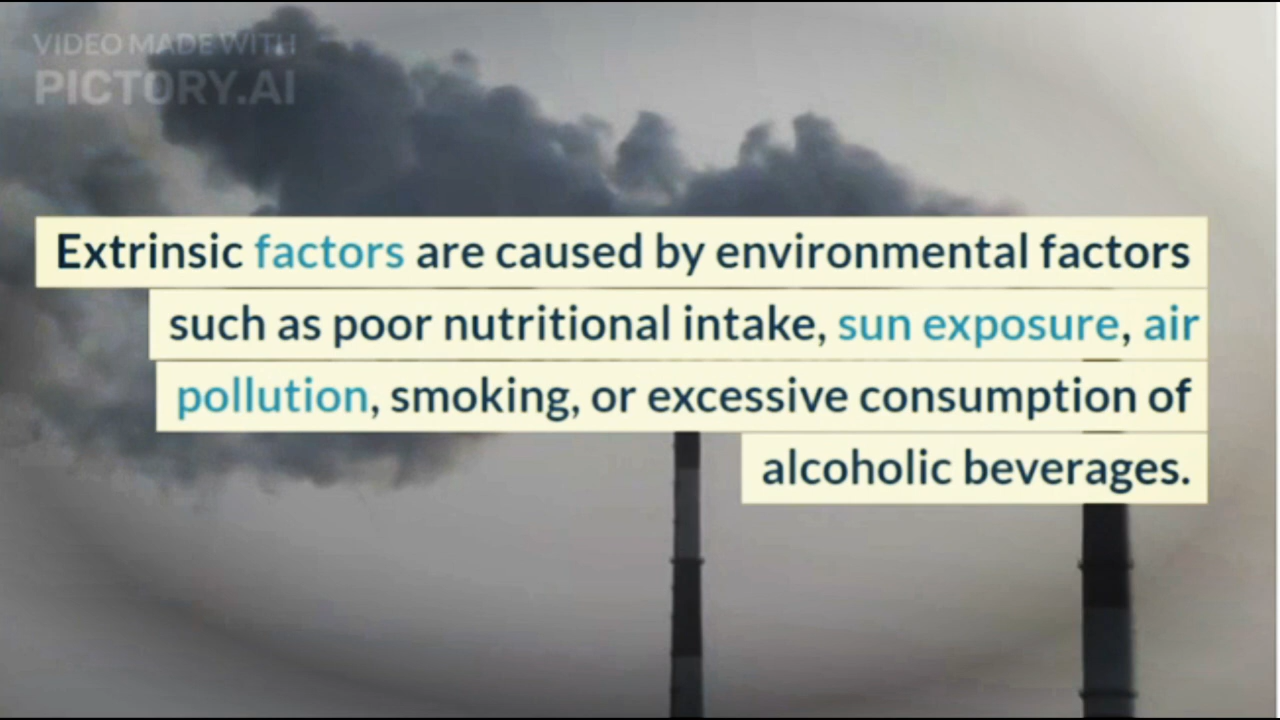 VIDEO MADE WITH
PICTORY.AI
Extrinsic factors are caused by environmental factors
such as poor nutritional intake, sun exposure, air
pollution, smoking, or excessive consumption of
alcoholic beverages.